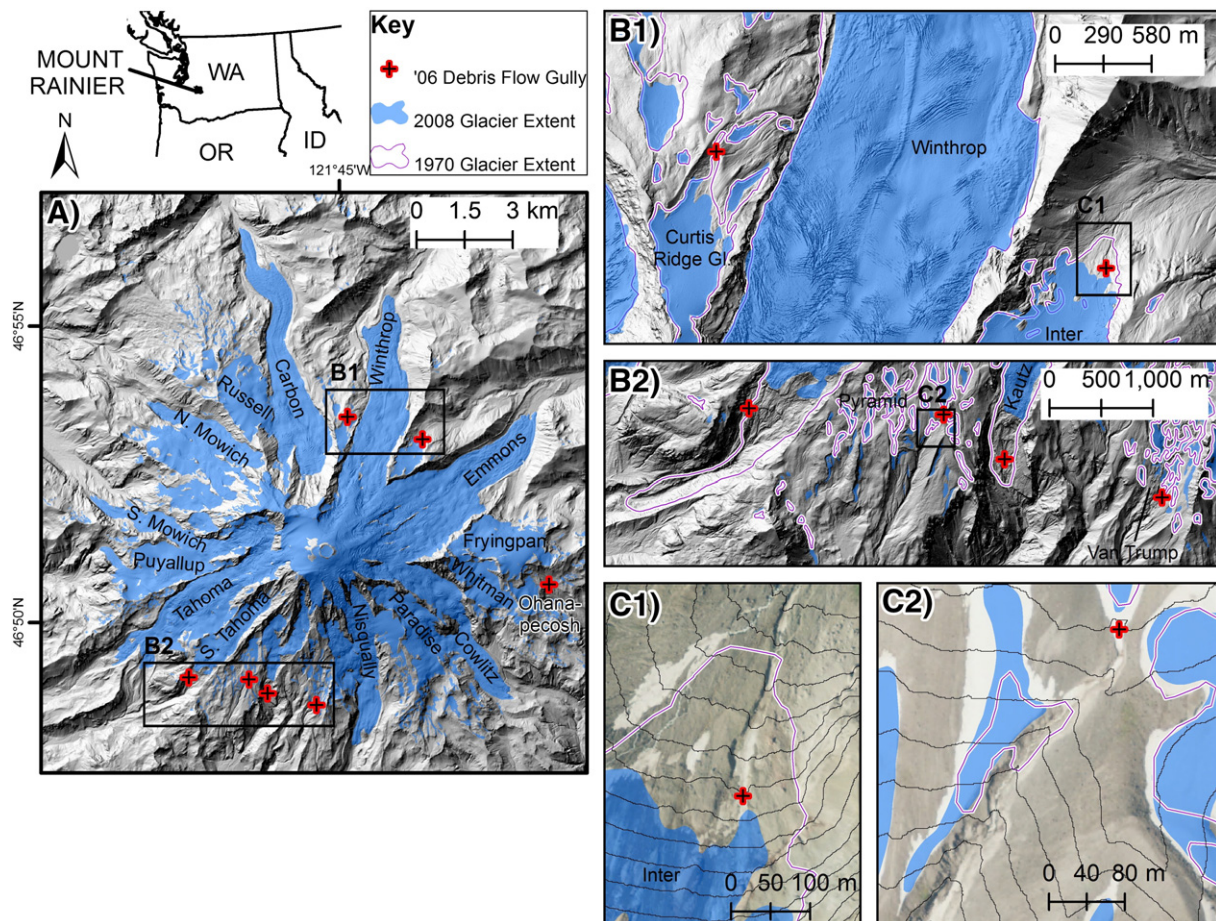 MOUNT
RAINIER
WA
OR
ID
N
121°45'W
Key
'06 Debris Flow Gully
2008 Glacier Extent
1970 Glacier Extent
A)
0 1.5 3 km
46°55'N
46°50'N
Carbon
Winthrop
B1
Russell
N. Mowich
Emmons
S. Mowich
Puyallup
Fryingpan
Whitman
Ohana-
pecosh
Tahoma
S. Tahoma
Nisqually
Paradise
Cowlitz
B2
B1)
0 290 580 m
Winthrop
Curtis
Ridge Gl.
C1
Inter
B2)
0 500 1,000 m
Pyramid
C2
Kautz
Van Trump
C1)
Inter
0 50 100 m
C2)
0 40 80 m